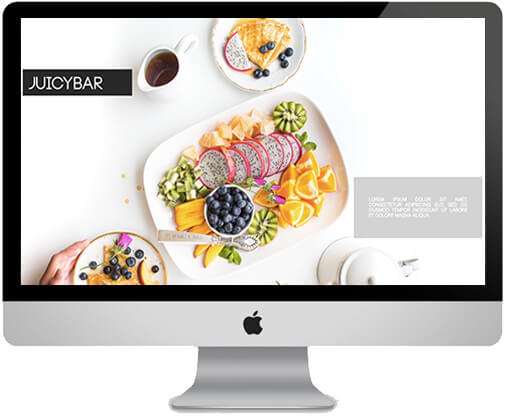 JUICYBAR
LOREM IPSUM DOLOR SIT AMET,
CONSECTETUR ADIPISCING ELIT, SED DO
EIUSMOD TEMPOR INCIDIDUNT UT LABORE
ET DOLORE MAGNA ALIQUA.